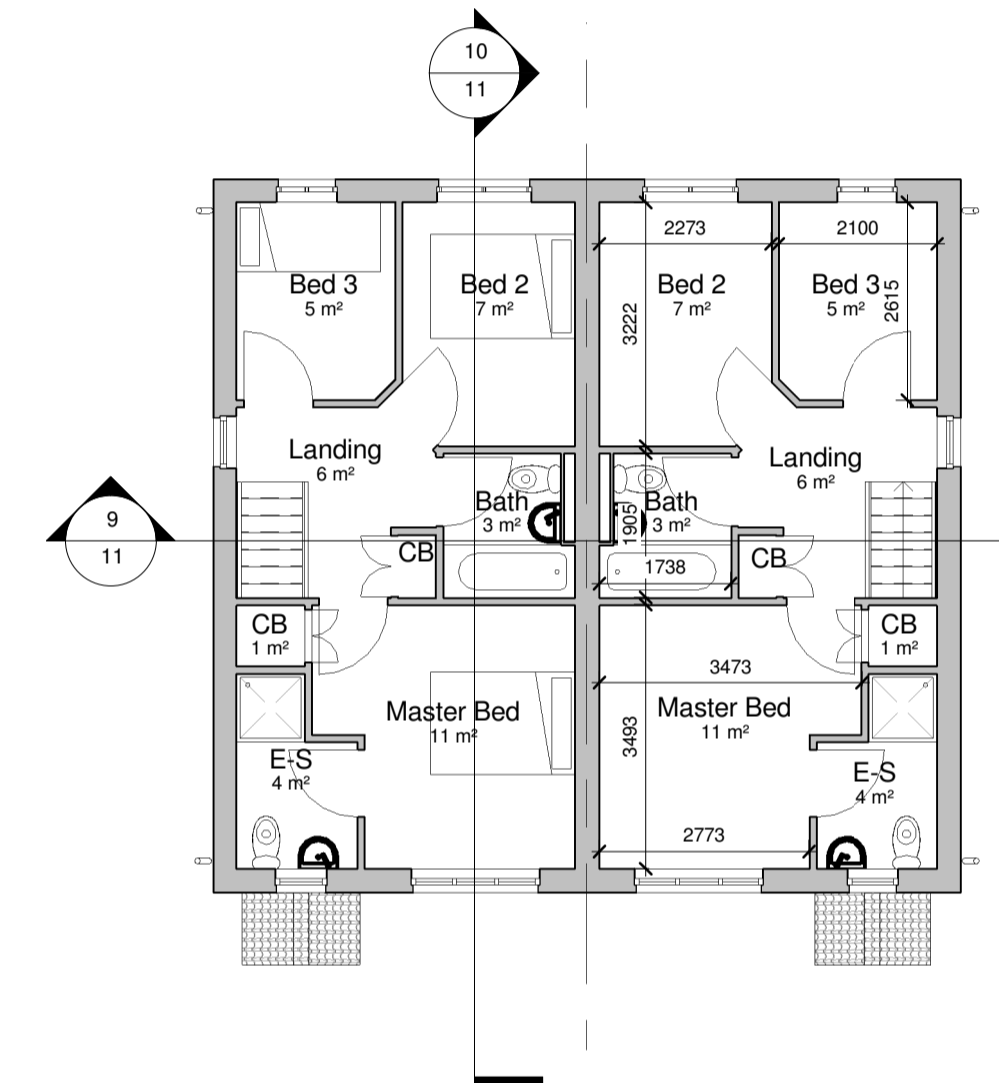 10
11
2273
2100
Bed 3
5 m²
Bed 2
7 m²
Bed 2
7 m²
Bed 3
5 m²
2615
3222
Landing
6 m²
Landing
6 m²
9
11
Bath
3 m²
Bath
3 m²
1905
CB
CB
1738
CB
1 m²
CB
1 m²
3473
Master Bed
11 m²
Master Bed
11 m²
3493
E-S
4 m²
E-S
4 m²
2773